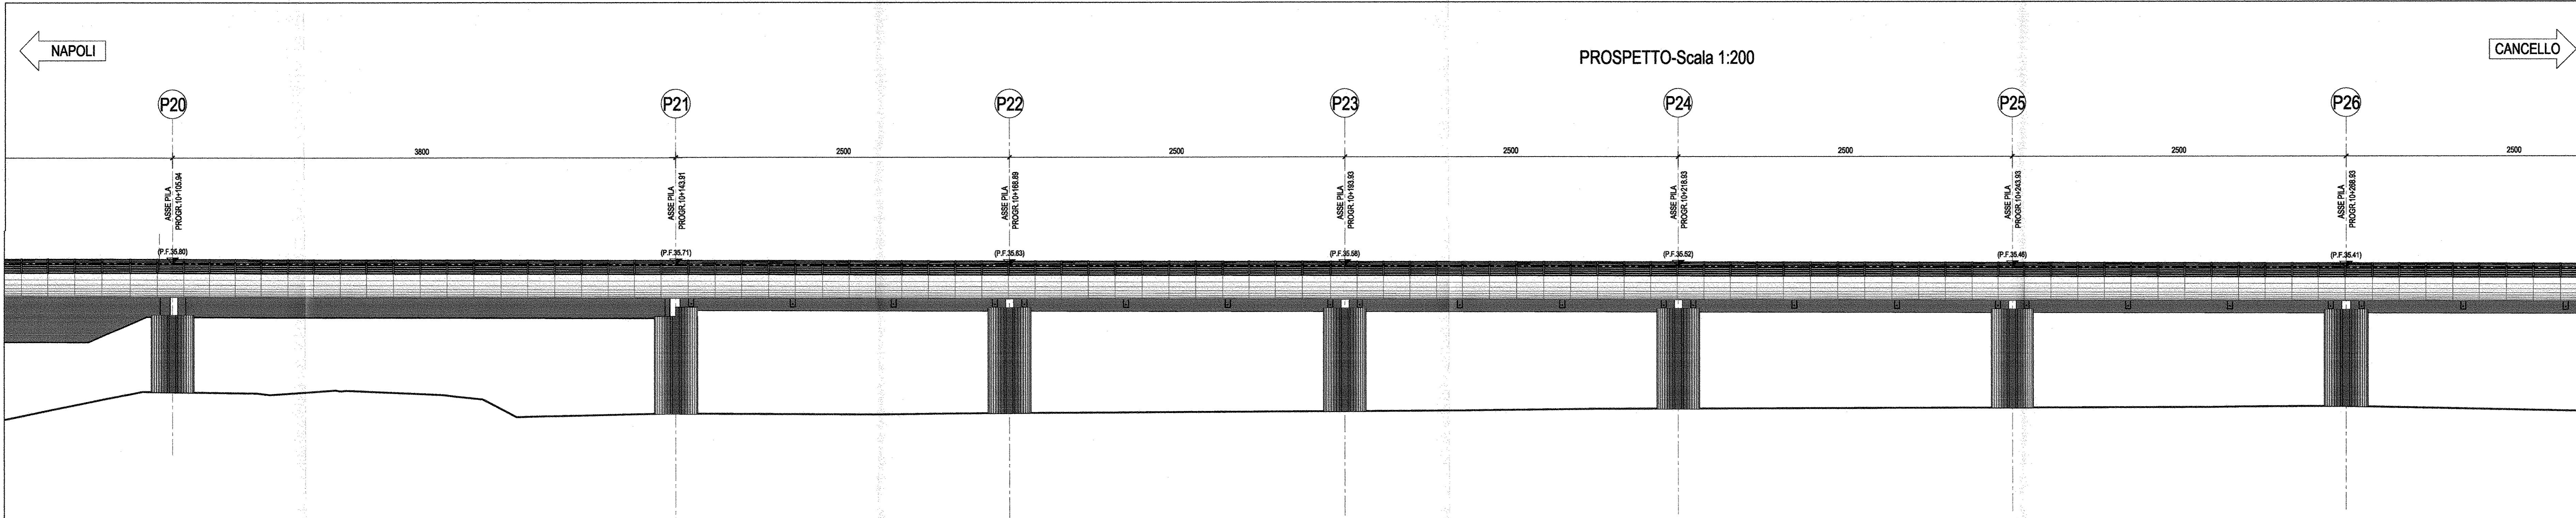 NAPOLI
PROSPETTO-Scala 1:200
CANCELLO
P20
P21
P22
P23
P24
P25
P26
3800
2500
2500
2500
2500
2500
2500
ASSE PILA
PROGR.10+105.94
ASSE PILA
PROGR.10+143.91
ASSE PILA
PROGR.10+168.89
ASSE PILA
PROGR.10+193.93
ASSE PILA
PROGR.10+218.93
ASSE PILA
PROGR.10+243.93
ASSE PILA
PROGR.10+268.93
(P.F.35.80)
(P.F.35.71)
(P.F.35.63)
(P.F.35.58)
(P.F.35.52)
(P.F.35.46)
(P.F.35.41)